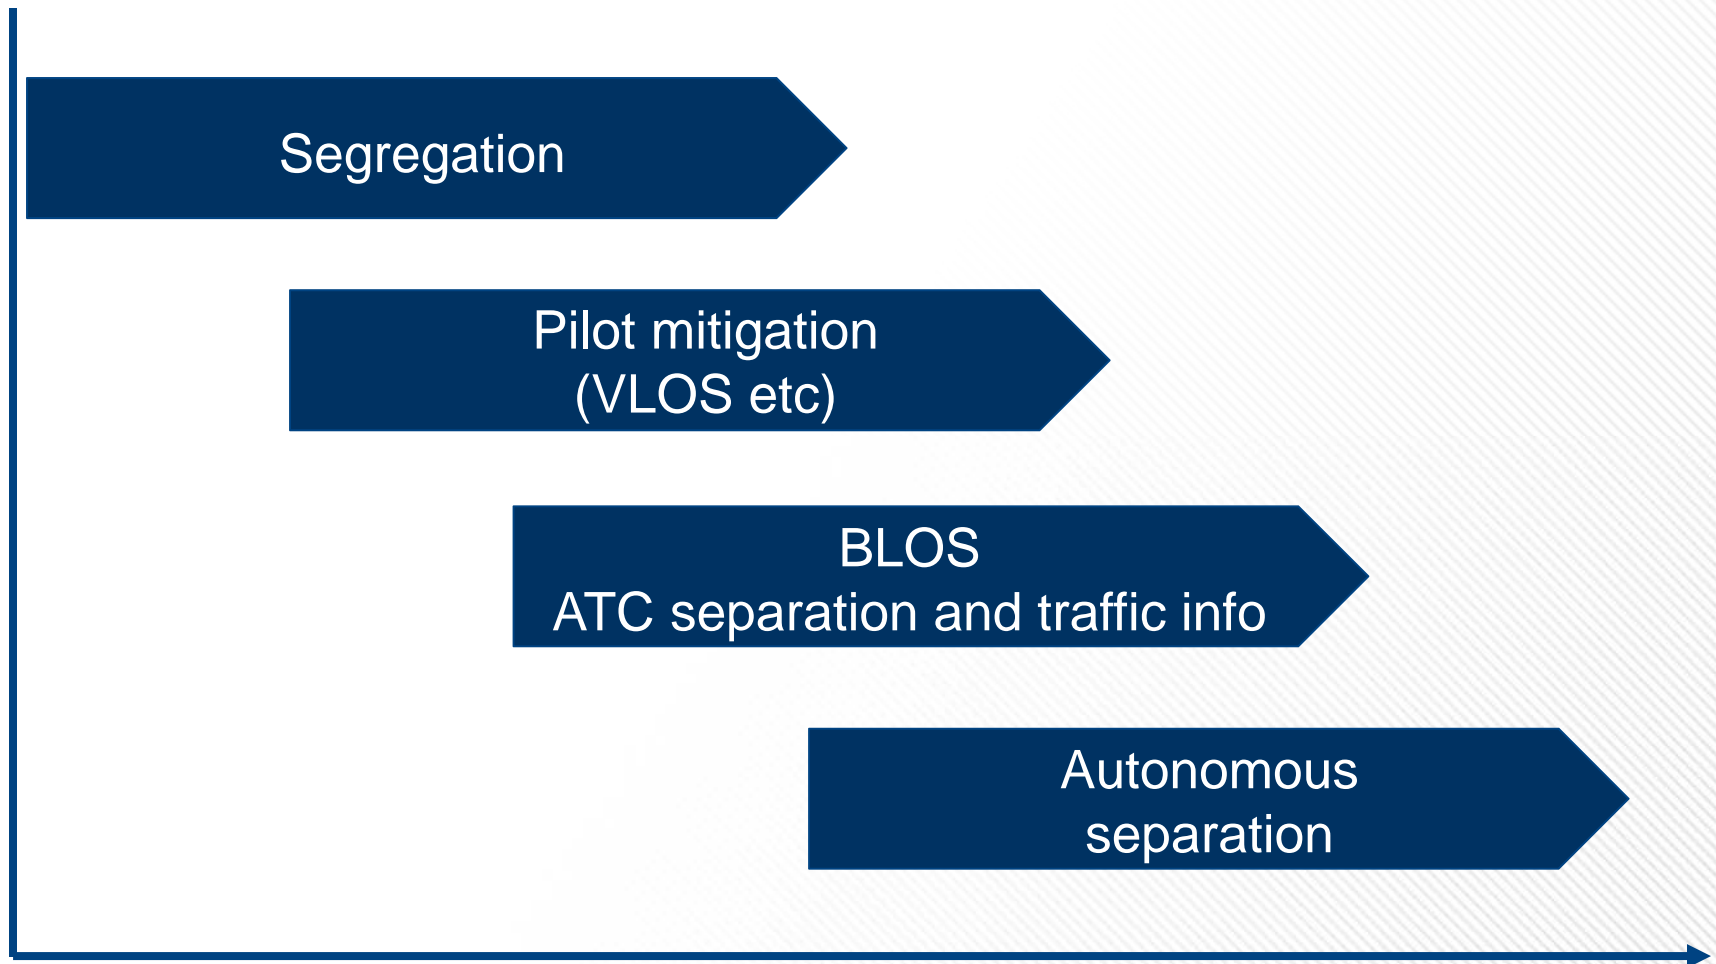 Segregation
Pilot mitigation
(VLOS etc)
BLOS
ATC separation and traffic info
Autonomous
separation